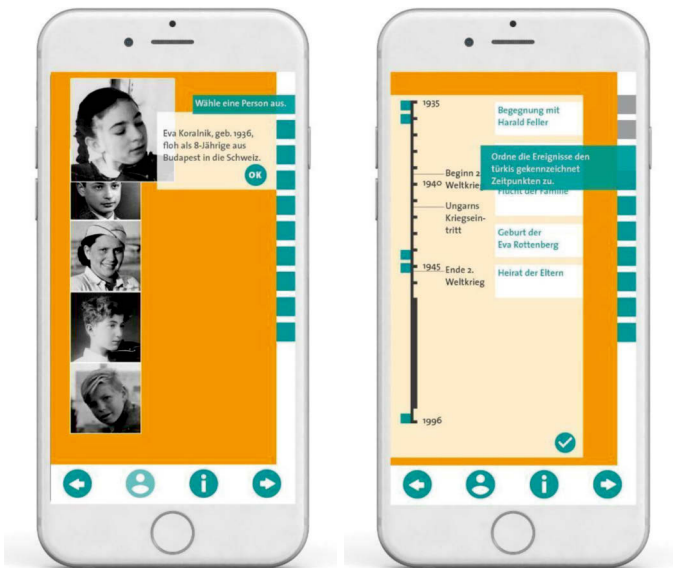 Wähle eine Person aus.
Eva Koralnik, geb. 1936,
floh als 8-Jährige aus
Budapest in die Schweiz.
OK
1935
Beginn 2.
1940 Weltkrieg
Ungarns
Kriegsein-
tritt
1945 Ende 2.
Weltkrieg
1996
Begegnung mit
Harald Feller
Ordne die Ereignisse den
türkis gekennzeichnet
Zeitpunkten zu.
Flucht der Familie
Geburt der
Eva Rottenberg
Heirat der Eltern